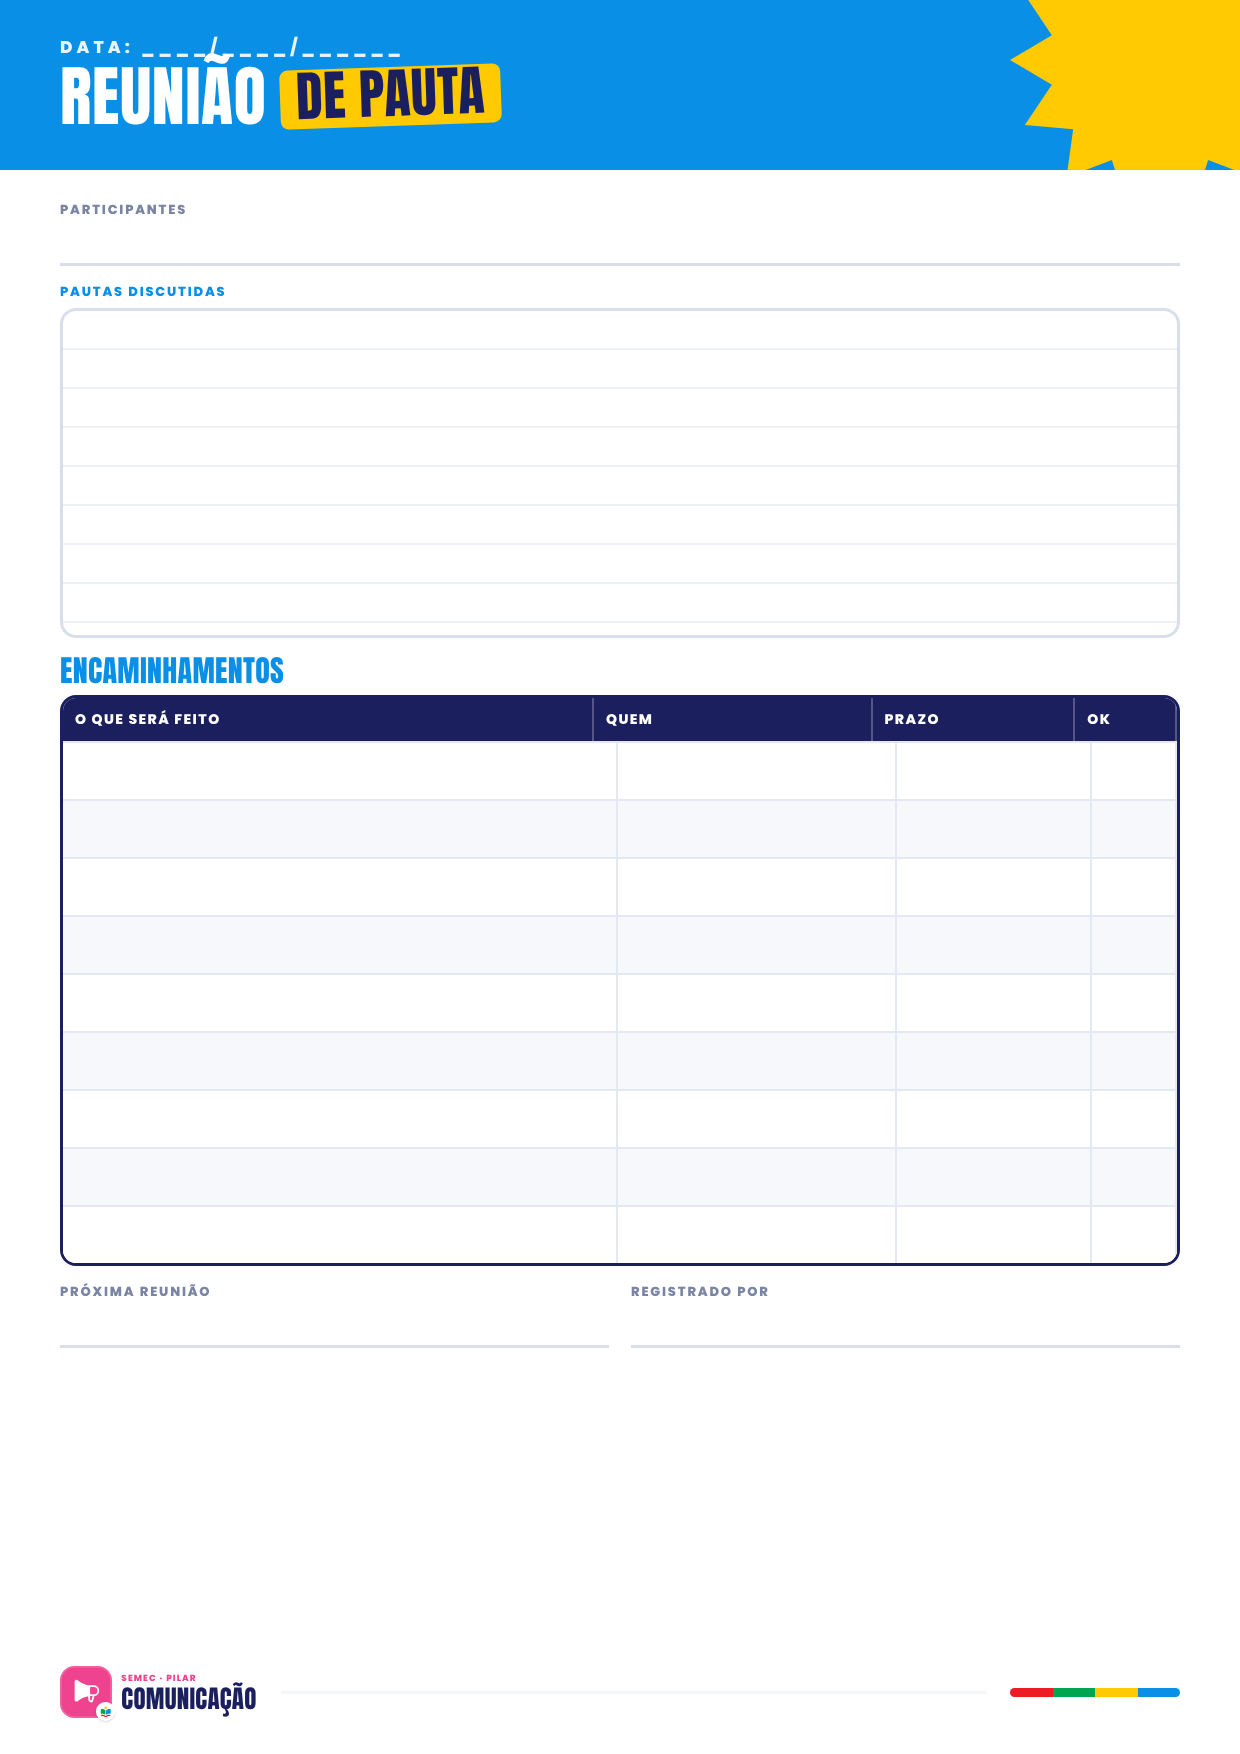 DATA: ____/____/______
REUNIÃO DE PAUTA
PARTICIPANTES
PAUTAS DISCUTIDAS
ENCAMINHAMENTOS
O QUE SERÁ FEITO QUEM PRAZO OK
PRÓXIMA REUNIÃO REGISTRADO POR
SEMEC · PILAR
COMUNICAÇÃO